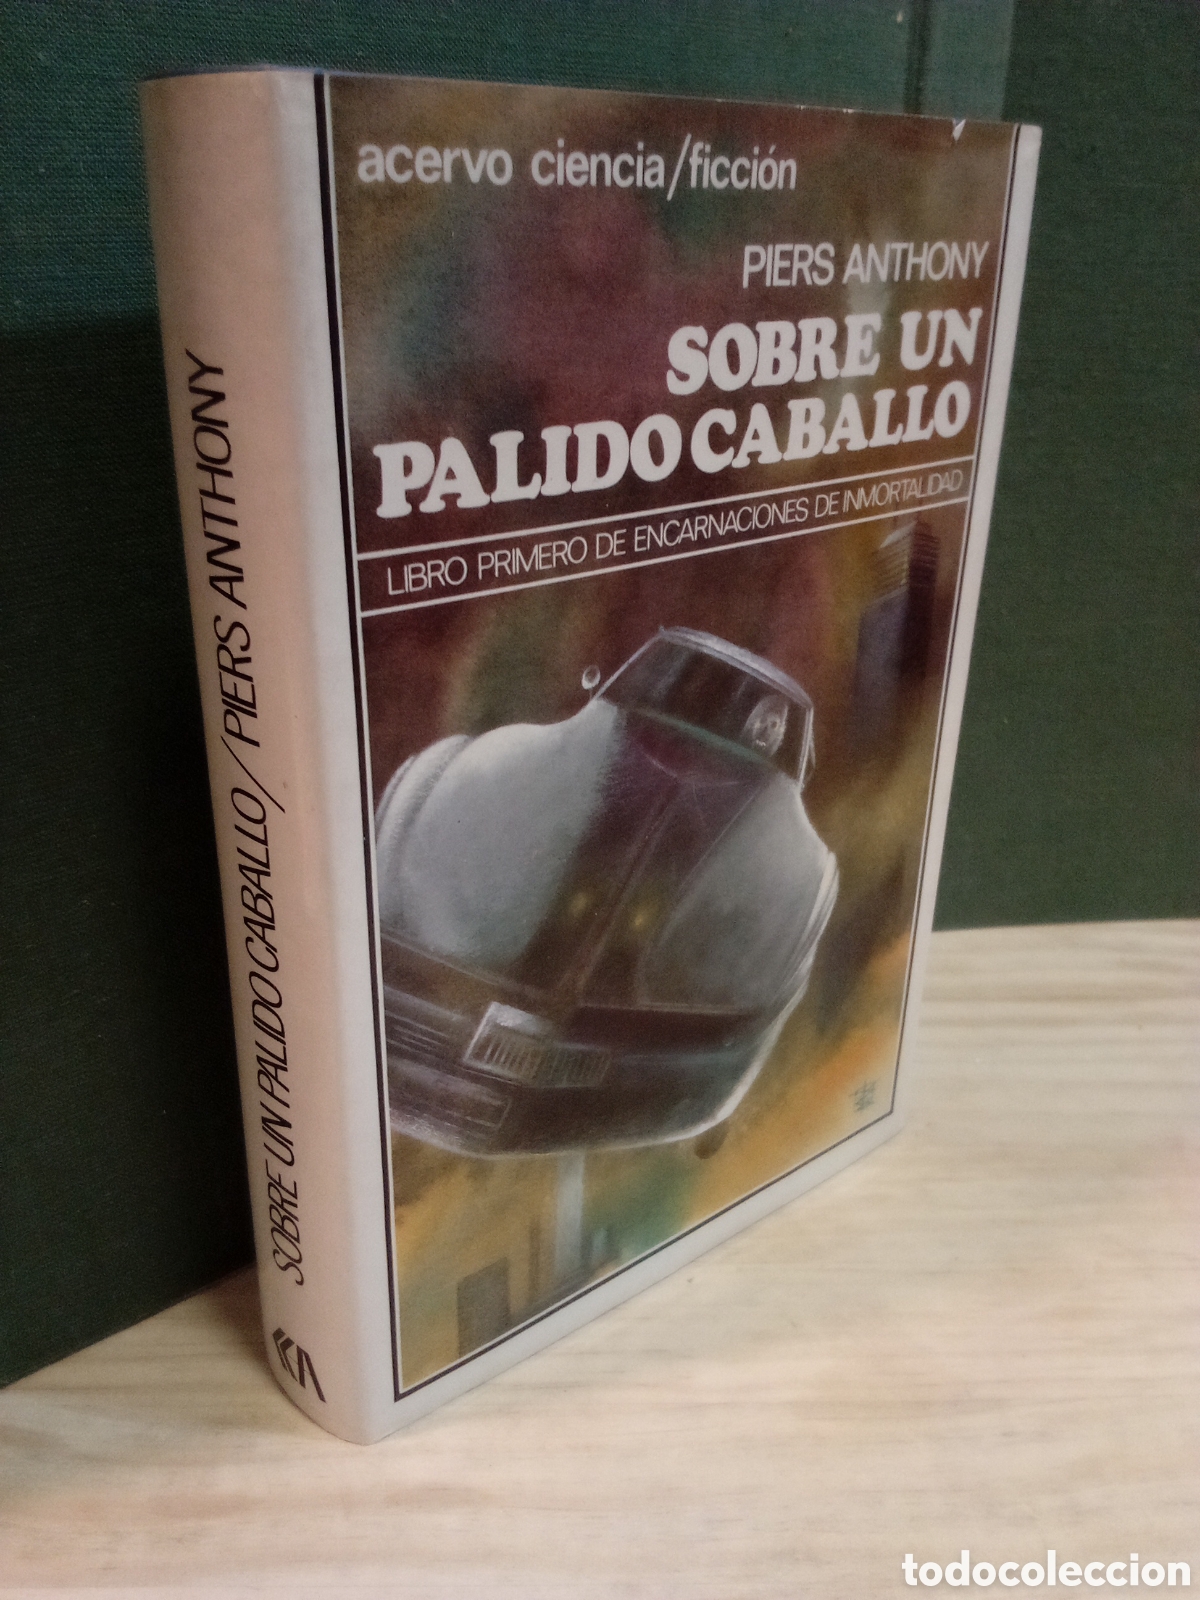 acervo ciencia/ficción
PIERS ANTHONY
SOBRE UN
PALIDO CABALLO
LIBRO PRIMERO DE ENCARNACIONES DE INMORTALIDAD
SOBRE UN PALIDO CABALLO/PIERS ANTHONY
todocoleccion